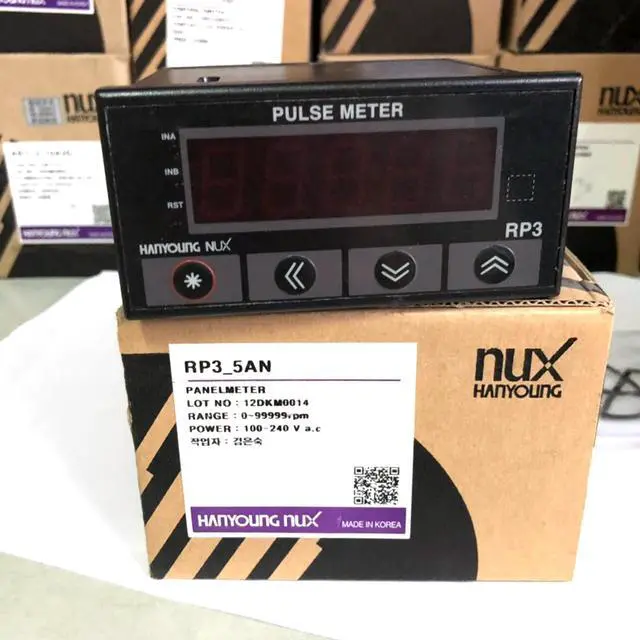 nux
PULSE METER
INA
INB
RST
RP3
HANYOUNG NUX
RP3_5AN
PANELMETER
LOT NO : 12DKM0014
RANGE : 0~99999rpm
POWER : 100-240 V a.c
작업자 : 김은숙
HANYOUNG nux
MADE IN KOREA
nux
HANYOUNG